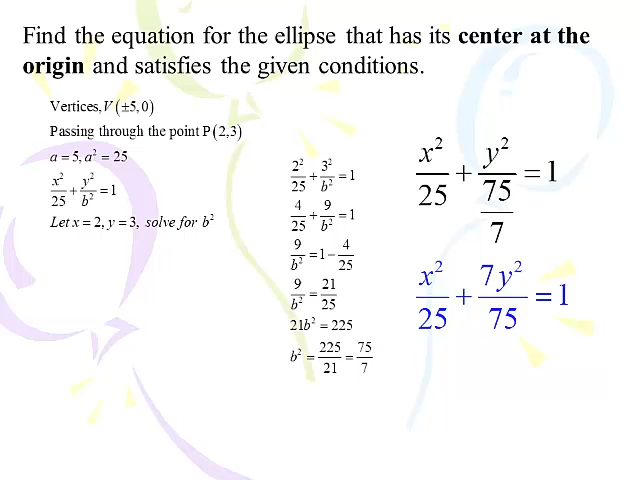 Find the equation for the ellipse that has its center at the
origin and satisfies the given conditions.
Vertices, V(±5,0)
Passing through the point P(2,3)
a = 5, a² = 25
x²/25 + y²/b² = 1
Let x = 2, y = 3, solve for b²
2²/25 + 3²/b² = 1
4/25 + 9/b² = 1
9/b² = 1 − 4/25
9/b² = 21/25
21b² = 225
b² = 225/21 = 75/7
x²/25 + y²/(75/7) = 1
x²/25 + 7y²/75 = 1